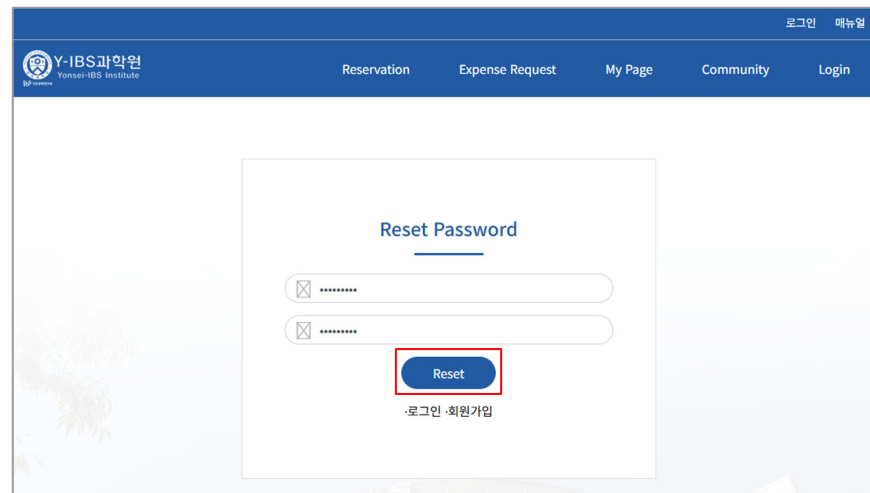 로그인 매뉴얼
Y-IBS과학원
Yonsei-IBS Institute
Reservation Expense Request My Page Community Login
Reset Password
•••••••••
•••••••••
Reset
·로그인 ·회원가입